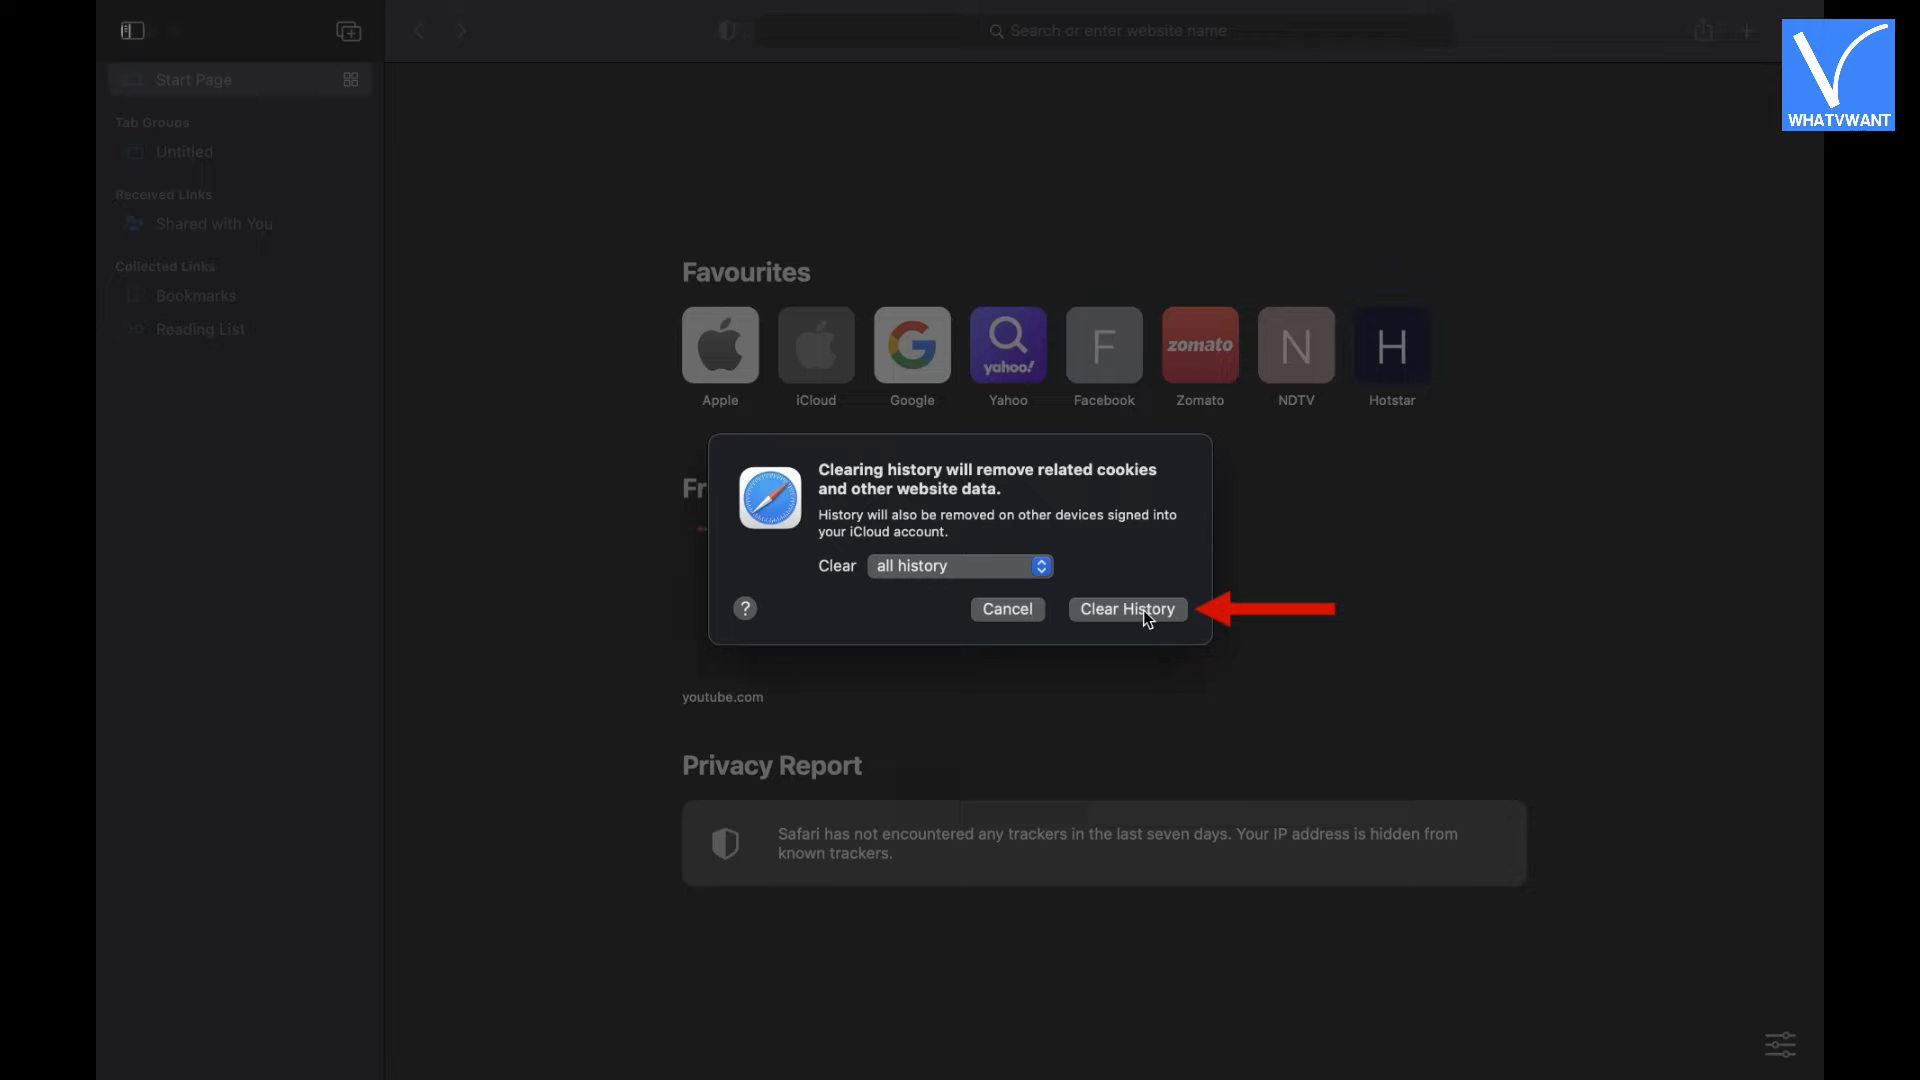 Search or enter website name
WHATVWANT
Start Page
Tab Groups
Untitled
Received Links
Shared with You
Collected Links
Bookmarks
Reading List
Favourites
yahoo!
F
zomato
N
H
Apple
iCloud
Google
Yahoo
Facebook
Zomato
NDTV
Hotstar
Fr
Clearing history will remove related cookies
and other website data.
History will also be removed on other devices signed into
your iCloud account.
Clear all history
? Cancel Clear History
youtube.com
Privacy Report
Safari has not encountered any trackers in the last seven days. Your IP address is hidden from
known trackers.